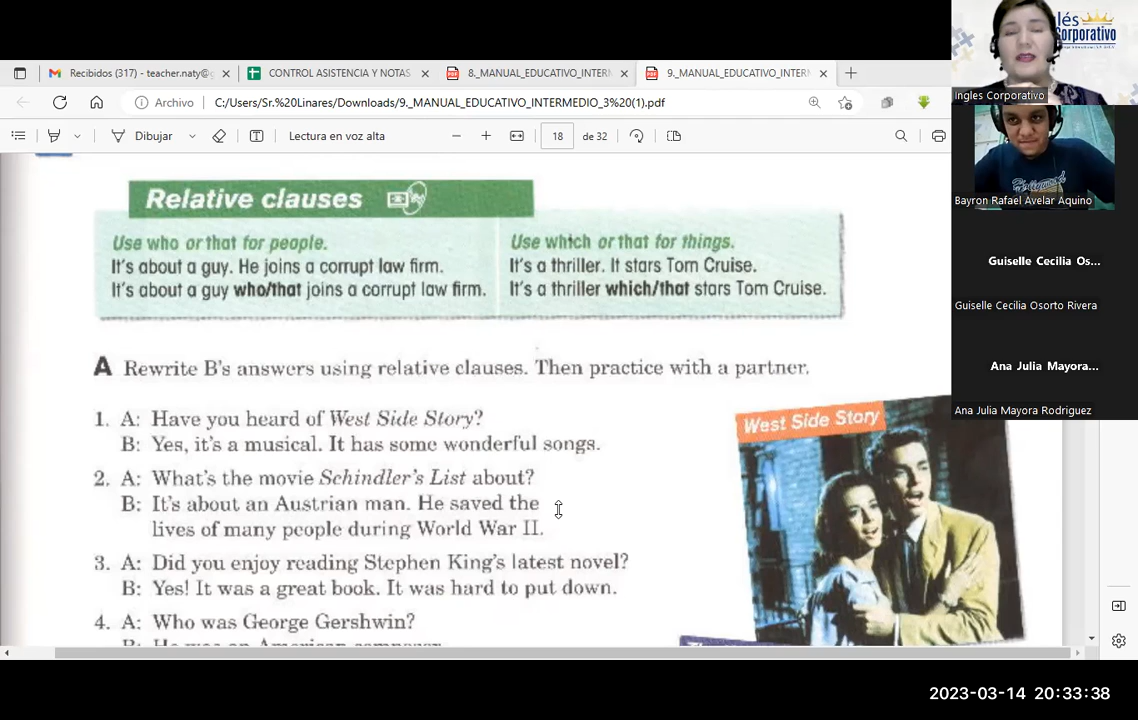 lés
Corporativo
Ingles Corporativo
Recibidos (317) - teacher.naty@g
CONTROL ASISTENCIA Y NOTAS
8._MANUAL_EDUCATIVO_INTERM
9._MANUAL_EDUCATIVO_INTERM
Archivo
C:/Users/Sr.%20Linares/Downloads/9._MANUAL_EDUCATIVO_INTERMEDIO_3%20(1).pdf
Dibujar
Lectura en voz alta
18
de 32
Bayron Rafael Avelar Aquino
Guiselle Cecilia Os...
Guiselle Cecilia Osorto Rivera
Ana Julia Mayora...
Ana Julia Mayora Rodriguez
Relative clauses
Use who or that for people.
It's about a guy. He joins a corrupt law firm.
It's about a guy who/that joins a corrupt law firm.
Use which or that for things.
It's a thriller. It stars Tom Cruise.
It's a thriller which/that stars Tom Cruise.
A Rewrite B's answers using relative clauses. Then practice with a partner.
1. A: Have you heard of West Side Story?
B: Yes, it's a musical. It has some wonderful songs.
2. A: What's the movie Schindler's List about?
B: It's about an Austrian man. He saved the
lives of many people during World War II.
3. A: Did you enjoy reading Stephen King's latest novel?
B: Yes! It was a great book. It was hard to put down.
4. A: Who was George Gershwin?
B: He was an American composer.
West Side Story
2023-03-14 20:33:38